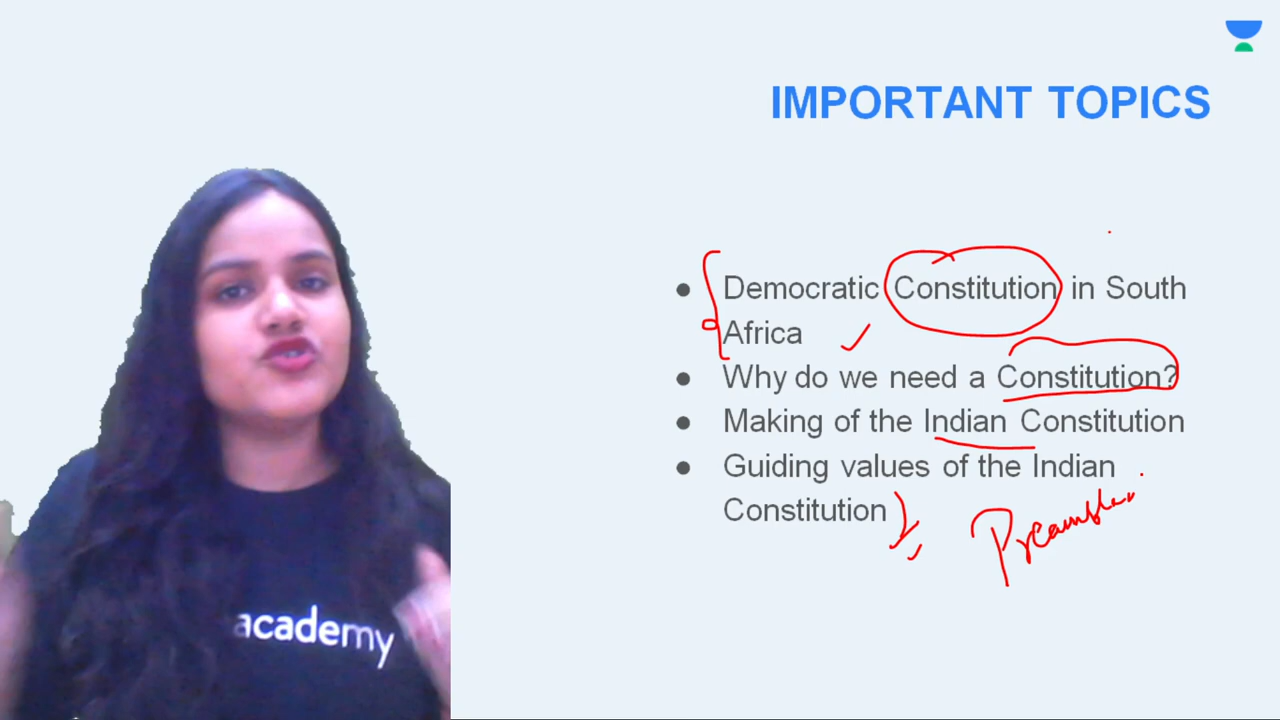 IMPORTANT TOPICS
● Democratic Constitution in South
Africa
● Why do we need a Constitution?
● Making of the Indian Constitution
● Guiding values of the Indian
Constitution
Preamble
academy